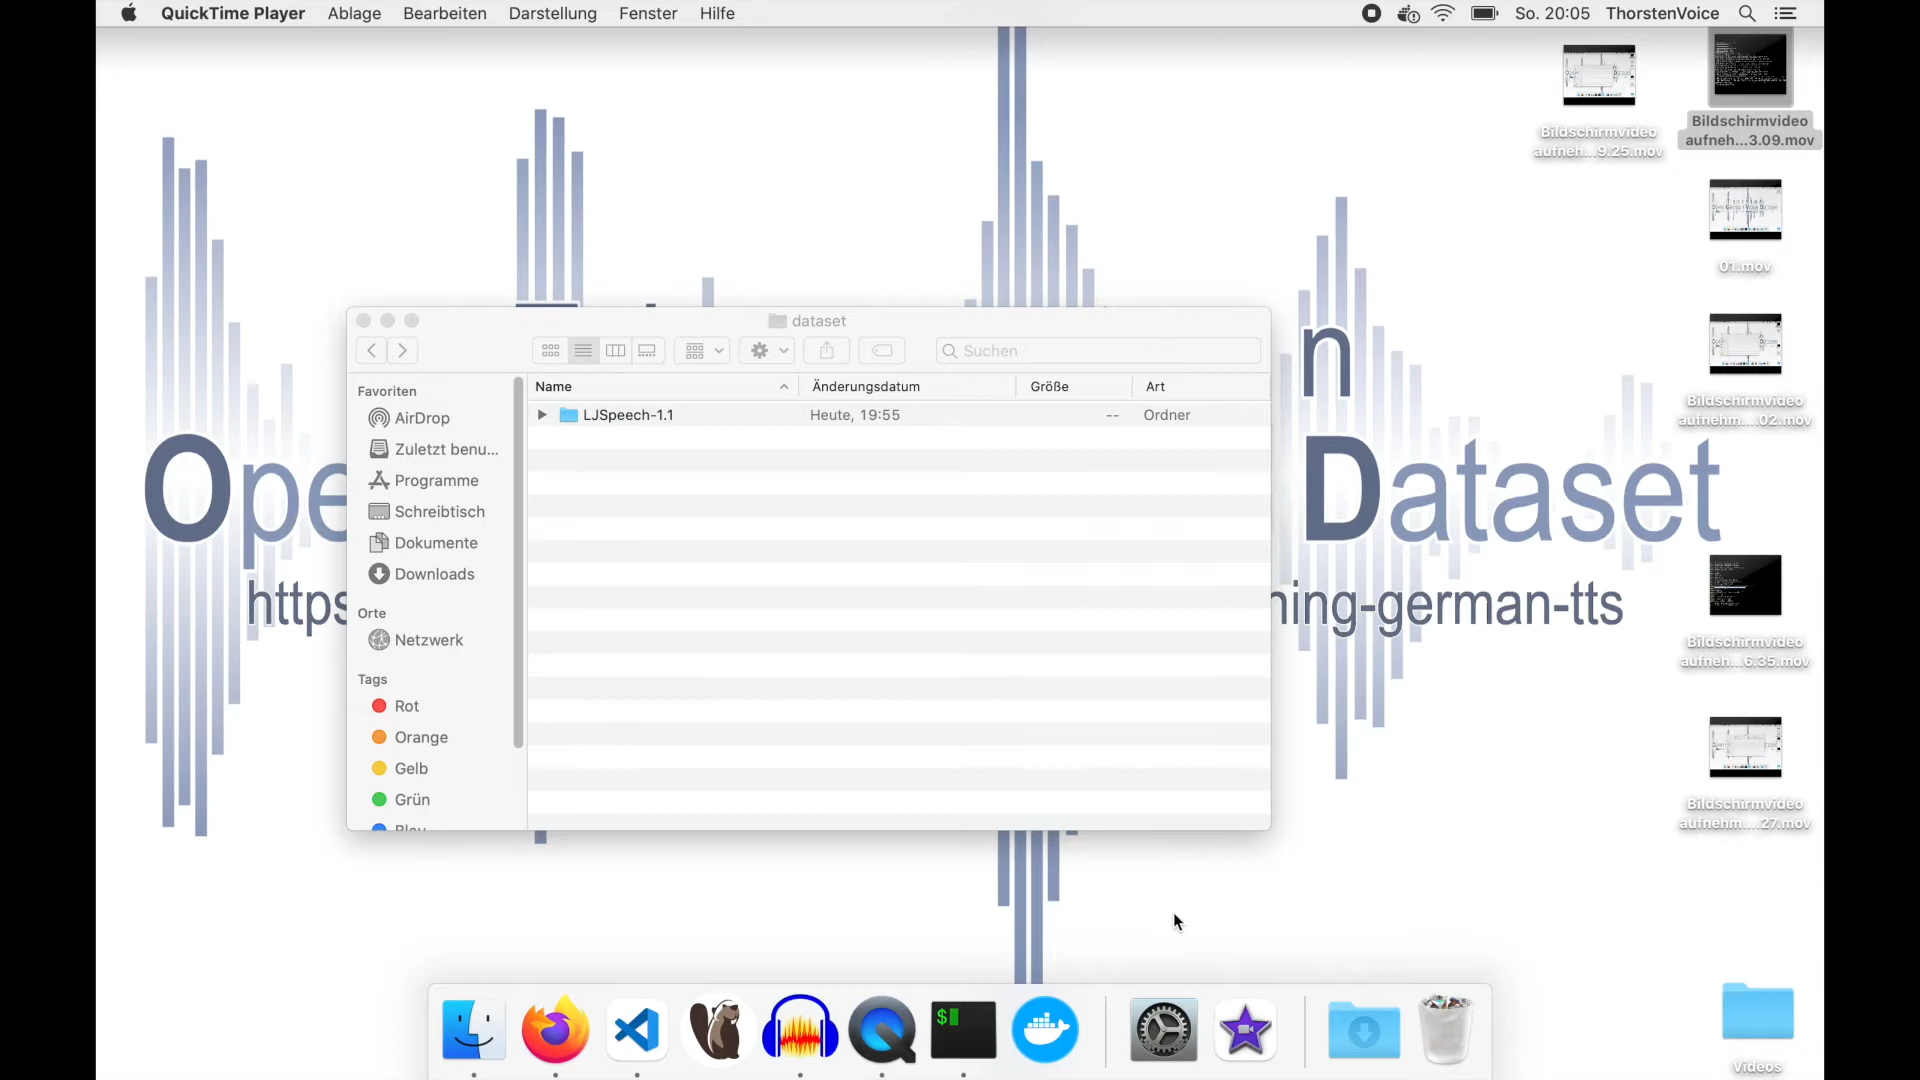 QuickTime Player Ablage Bearbeiten Darstellung Fenster Hilfe So. 20:05 ThorstenVoice
Bildschirmvideo
aufneh...9.25.mov
Bildschirmvideo
aufneh...3.09.mov
01.mov
Bildschirmvideo
aufnehm....02.mov
Bildschirmvideo
aufneh...6.35.mov
Bildschirmvideo
aufnehm....27.mov
Videos
dataset
Suchen
Favoriten
AirDrop
Zuletzt benu...
Programme
Schreibtisch
Dokumente
Downloads
Orte
Netzwerk
Tags
Rot
Orange
Gelb
Grün
Blau
Name Änderungsdatum Größe Art
LJSpeech-1.1 Heute, 19:55 -- Ordner
n
Ope Dataset
https ning-german-tts
$